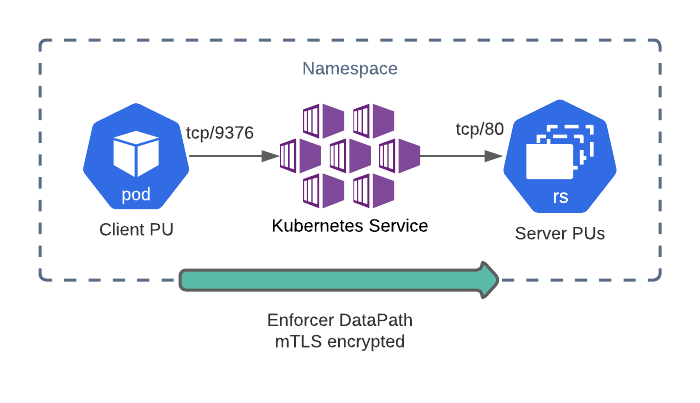 Namespace
tcp/9376
tcp/80
pod
rs
Client PU
Kubernetes Service
Server PUs
Enforcer DataPath
mTLS encrypted